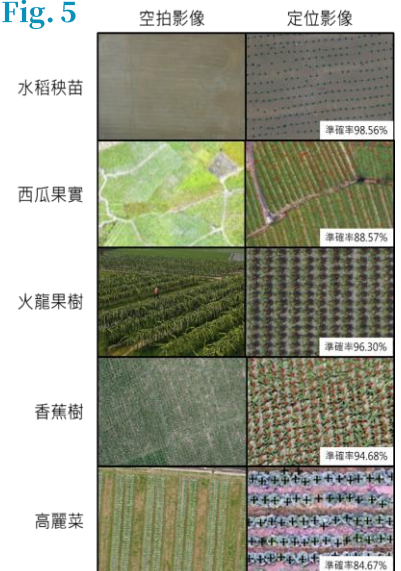 Fig. 5
空拍影像 定位影像
水稻秧苗
準確率98.56%
西瓜果實
準確率88.57%
火龍果樹
準確率96.30%
香蕉樹
準確率94.68%
高麗菜
準確率84.67%